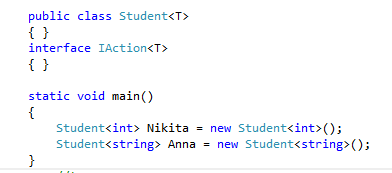 public class Student<T>
{ }
interface IAction<T>
{ }
static void main()
{
Student<int> Nikita = new Student<int>();
Student<string> Anna = new Student<string>();
}